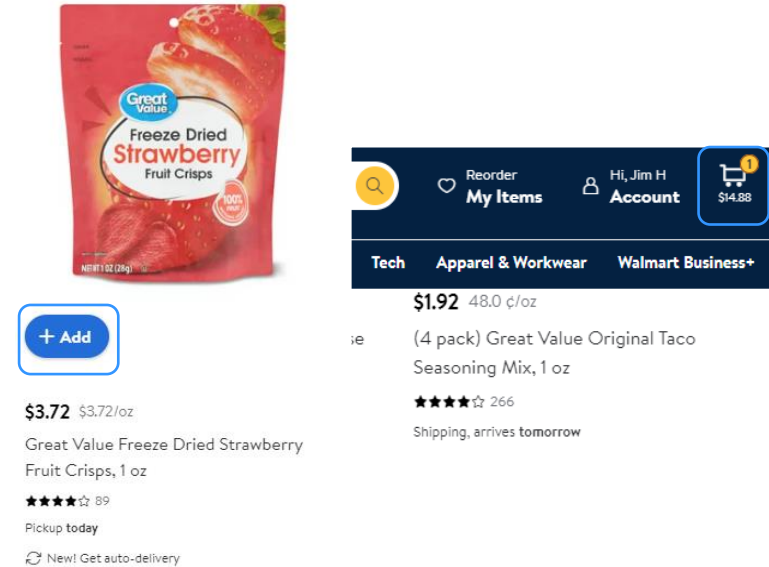 Great
Value
Freeze Dried
Strawberry
Fruit Crisps
100%
FRUIT
NET WT 1 OZ (28g)
+ Add
$3.72 $3.72/oz
Great Value Freeze Dried Strawberry
Fruit Crisps, 1 oz
89
Pickup today
New! Get auto-delivery
Reorder
My Items
Hi, Jim H
Account
1
$14.88
Tech Apparel & Workwear Walmart Business+
$1.92 48.0 ¢/oz
se
(4 pack) Great Value Original Taco
Seasoning Mix, 1 oz
266
Shipping, arrives tomorrow